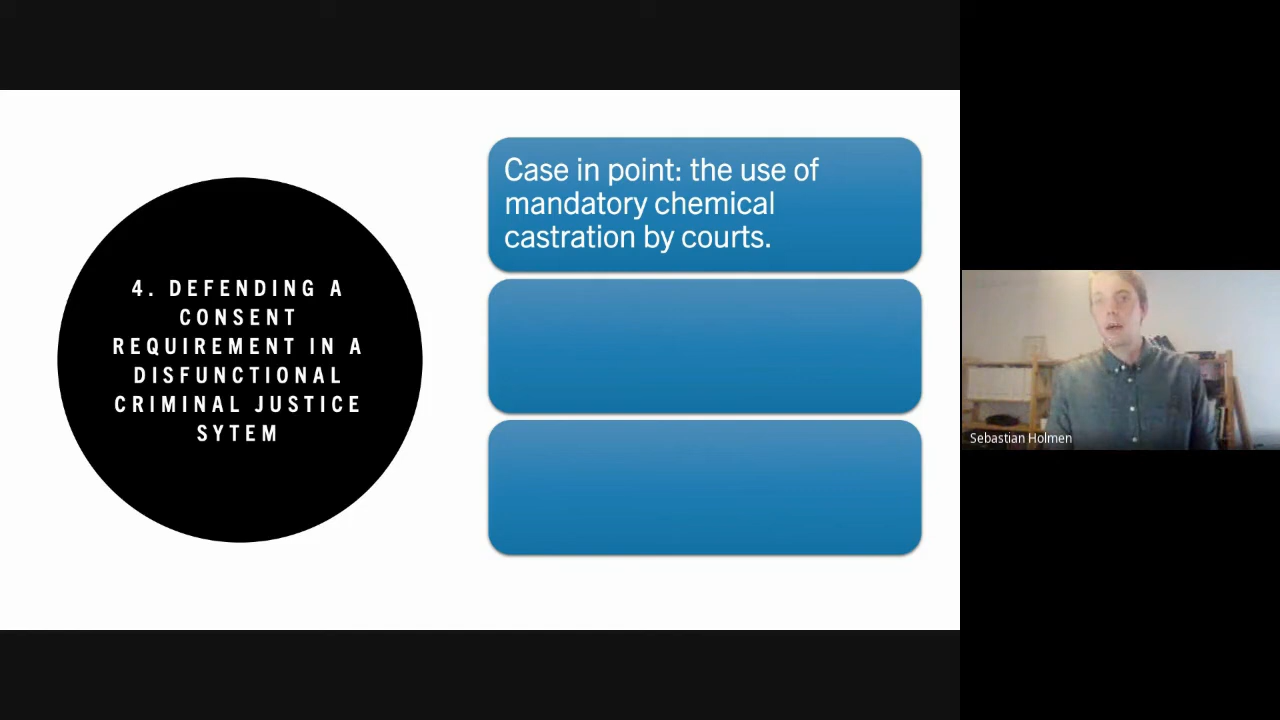 4. DEFENDING A
CONSENT
REQUIREMENT IN A
DISFUNCTIONAL
CRIMINAL JUSTICE
SYTEM
Case in point: the use of
mandatory chemical
castration by courts.
Sebastian Holmen